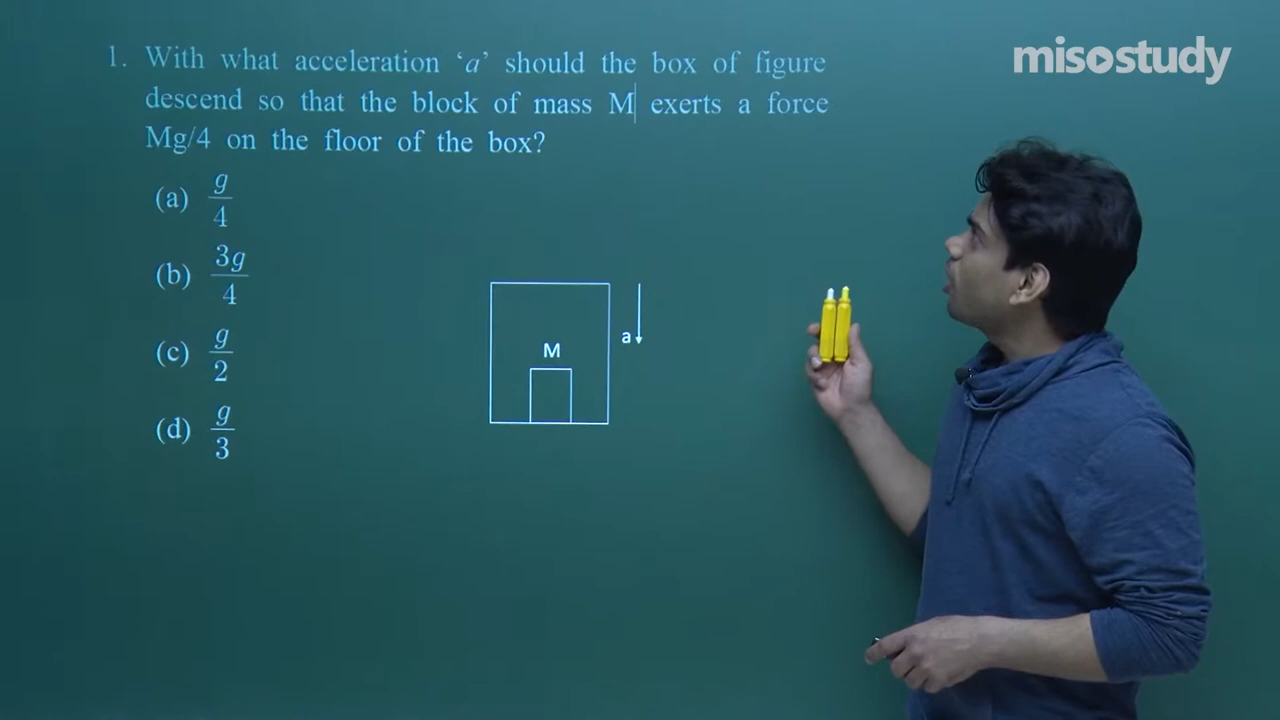 misostudy
1. With what acceleration ‘a’ should the box of figure
descend so that the block of mass M exerts a force
Mg/4 on the floor of the box?
(a) g/4
(b) 3g/4
(c) g/2
(d) g/3
M
a